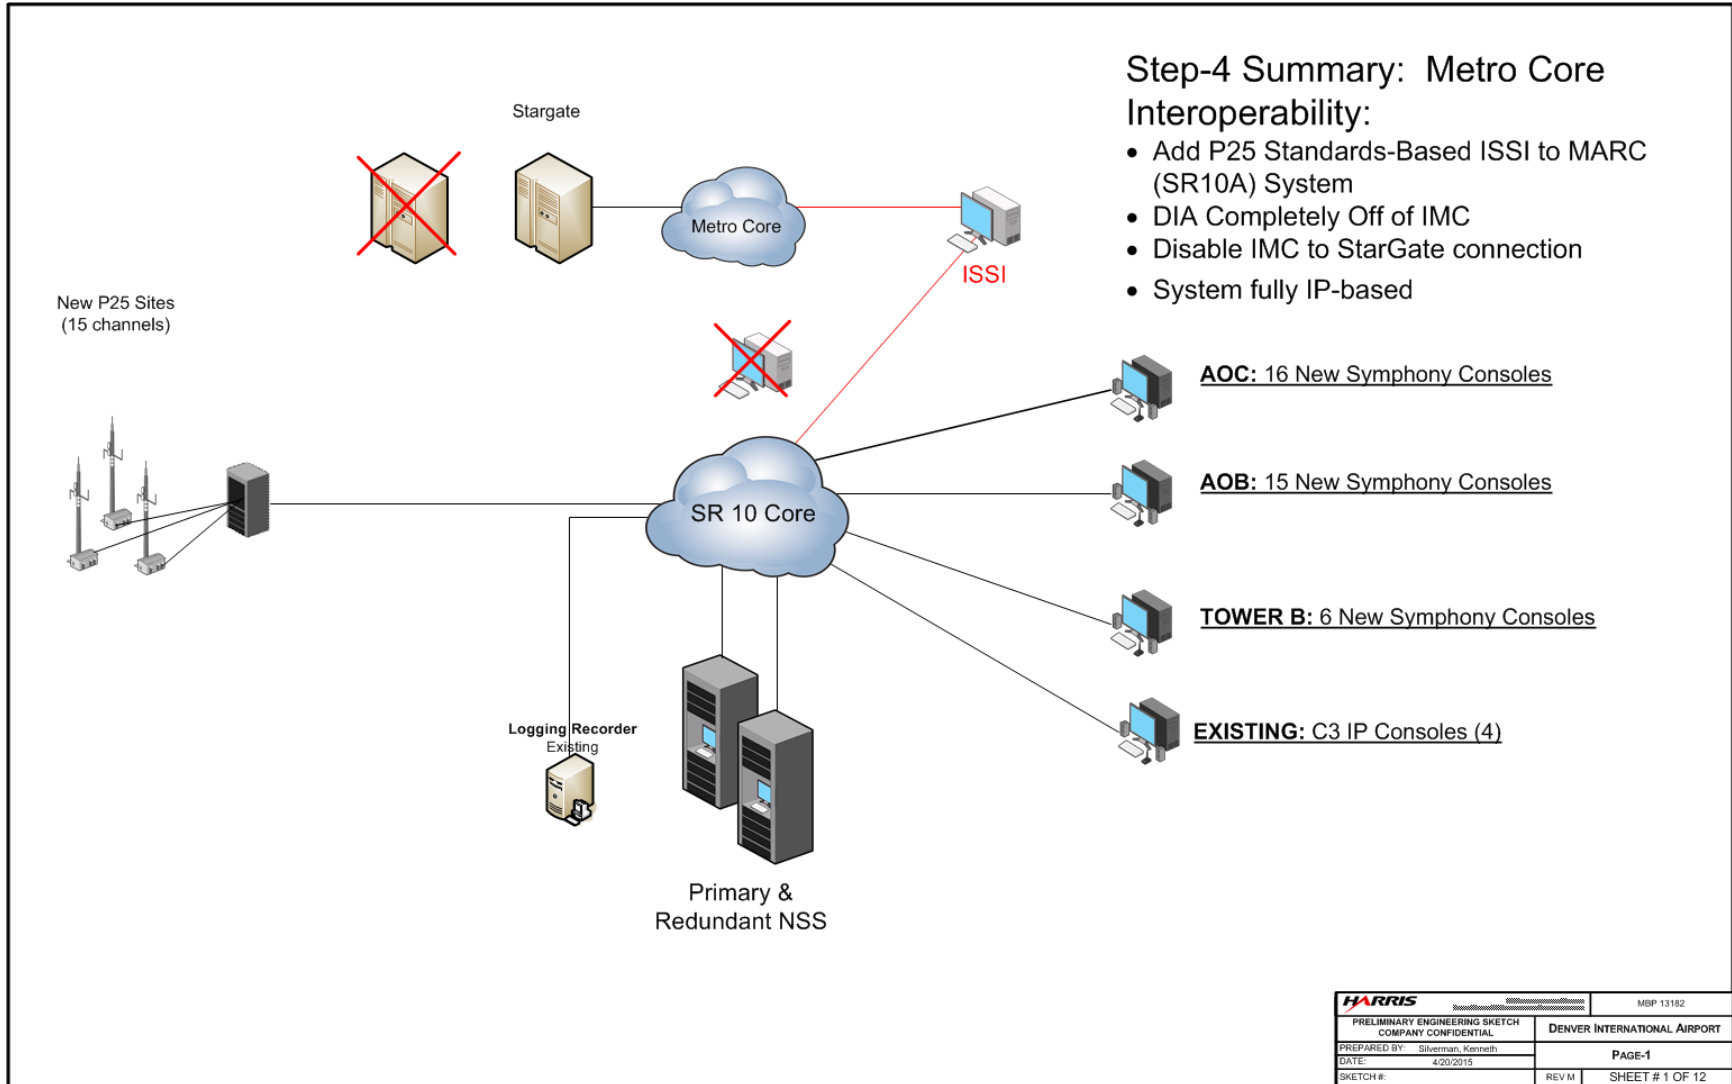 Step-4 Summary: Metro Core
Interoperability:
• Add P25 Standards-Based ISSI to MARC
(SR10A) System
• DIA Completely Off of IMC
• Disable IMC to StarGate connection
• System fully IP-based
Stargate
Metro Core
ISSI
New P25 Sites
(15 channels)
SR 10 Core
AOC: 16 New Symphony Consoles
AOB: 15 New Symphony Consoles
TOWER B: 6 New Symphony Consoles
EXISTING: C3 IP Consoles (4)
Logging Recorder
Existing
Primary &
Redundant NSS
HARRIS
MBP 13182
PRELIMINARY ENGINEERING SKETCH
COMPANY CONFIDENTIAL
DENVER INTERNATIONAL AIRPORT
PREPARED BY: Silverman, Kenneth
DATE: 4/20/2015
PAGE-1
SKETCH #:
REV M
SHEET # 1 OF 12